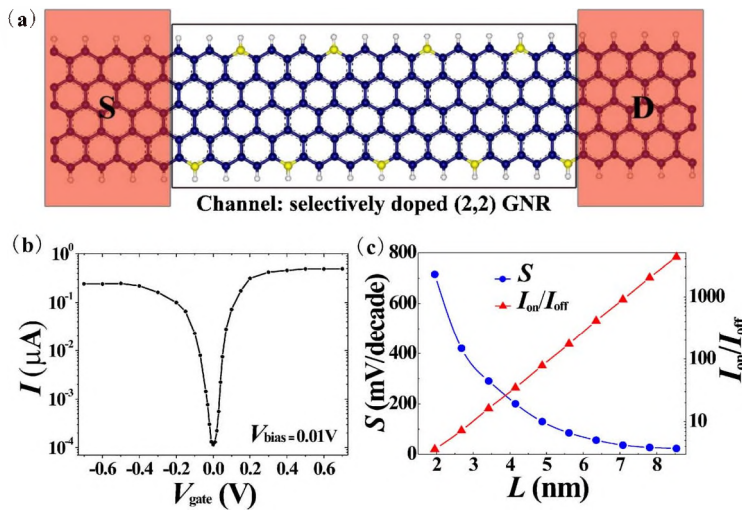 (a)
S
D
Channel: selectively doped (2,2) GNR
(b)
10^0
10^-1
10^-2
10^-3
10^-4
I (μA)
V_bias = 0.01V
-0.6 -0.4 -0.2 0.0 0.2 0.4 0.6
V_gate (V)
(c)
800
600
400
200
0
S (mV/decade)
S
I_on/I_off
1000
100
10
I_on/I_off
2 3 4 5 6 7 8
L (nm)